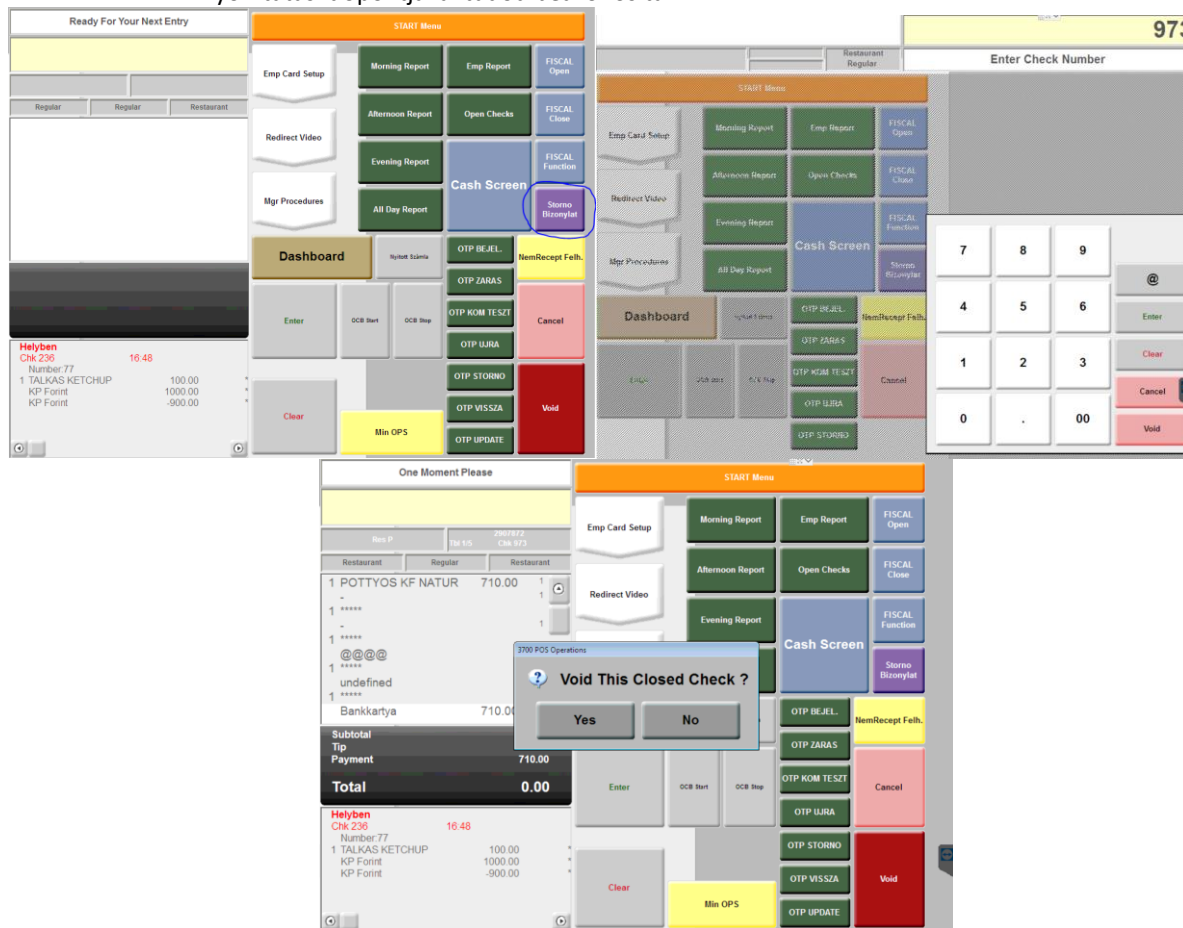 Ready For Your Next Entry
Regular Regular Restaurant
Helyben
Chk 236 16:48
Number:77
1 TALKAS KETCHUP 100.00 *
KP Forint 1000.00 *
KP Forint -900.00 *
START Menu
Emp Card Setup
Morning Report
Emp Report
FISCAL Open
Redirect Video
Afternoon Report
Open Checks
FISCAL Close
Mgr Procedures
Evening Report
Cash Screen
FISCAL Function
All Day Report
Storno Bizonylat
Dashboard
Nyitott Számla
OTP BEJEL.
NemRecept Felh.
OTP ZARAS
Enter
OCB Start
OCB Stop
OTP KOM TESZT
Cancel
OTP UJRA
Clear
OTP STORNO
Void
Min OPS
OTP VISSZA
OTP UPDATE
973
Restaurant
Regular
Enter Check Number
START Menu
Emp Card Setup
Morning Report
Emp Report
FISCAL Open
Redirect Video
Afternoon Report
Open Checks
FISCAL Close
Mgr Procedures
Evening Report
Cash Screen
FISCAL Function
All Day Report
Storno Bizonylat
Dashboard
OTP BEJEL.
NemRecept Felh.
OTP ZARAS
OTP KOM TESZT
Cancel
OTP UJRA
OTP STORNO
7 8 9
@
4 5 6
Enter
1 2 3
Clear
Cancel
0 . 00
Void
One Moment Please
Res P
2907872
Tbl 1/5 Chk 973
Restaurant Regular Restaurant
1 POTTYOS KF NATUR 710.00 1
- 1
1 *****
- 1
1 *****
@@@@
1 *****
undefined
1 *****
Bankkartya
Subtotal
Tip
Payment 710.00
Total 0.00
Helyben
Chk 236 16:48
Number:77
1 TALKAS KETCHUP 100.00 *
KP Forint 1000.00 *
KP Forint -900.00 *
START Menu
Emp Card Setup
Morning Report
Emp Report
FISCAL Open
Redirect Video
Afternoon Report
Open Checks
FISCAL Close
Evening Report
Cash Screen
FISCAL Function
Storno Bizonylat
3700 POS Operations
Void This Closed Check ?
Yes No
OTP BEJEL.
NemRecept Felh.
OTP ZARAS
Enter
OCB Start
OCB Stop
OTP KOM TESZT
Cancel
OTP UJRA
Clear
OTP STORNO
Void
Min OPS
OTP VISSZA
OTP UPDATE